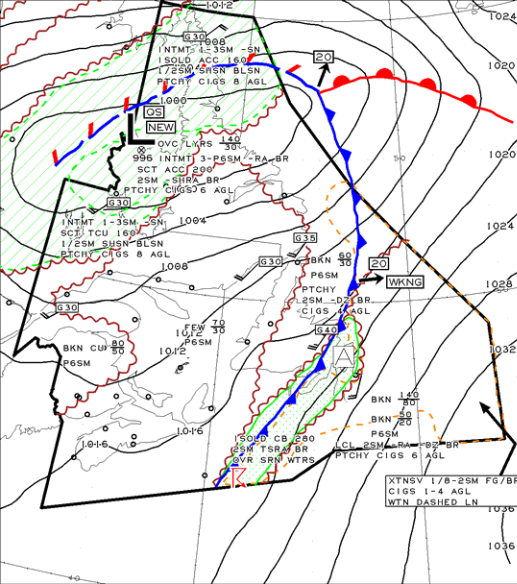 1012
1024
G30
1008
INTMT 1-3SM -SN
ISOLD ACC 160
1/2SM SHSN BLSN
PTCHY CIGS 8 AGL
20
1020
1000
QS
NEW
OVC LYRS 140
30
996 INTMT 3-P6SM -RA BR
SCT ACC 200
2SM -SHRA BR
PTCHY CIGS 6 AGL
50
1020
G30
1004
INTMT 1-3SM -SN
SCT TCU 160
1/2SM SHSN BLSN
PTCHY CIGS 8 AGL
G35
1024
G30
1008
BKN 60
30
P6SM
20
WKNG
1028
PTCHY
2SM -DZ BR
CIGS 4 AGL
G30
FEW 70
30
P6SM
G40
1012
1012
BKN CU 80
50
P6SM
1032
A
BKN 140
80
BKN 50
20
P6SM
1016
1016
ISOLD CB 280
2SM TSRA BR
OVR SRN WTRS
LCL 2SM -RA -DZ BR
PTCHY CIGS 6 AGL
XTNSV 1/8-2SM FG/BR
CIGS 1-4 AGL
WTN DASHED LN
1036
1036
40